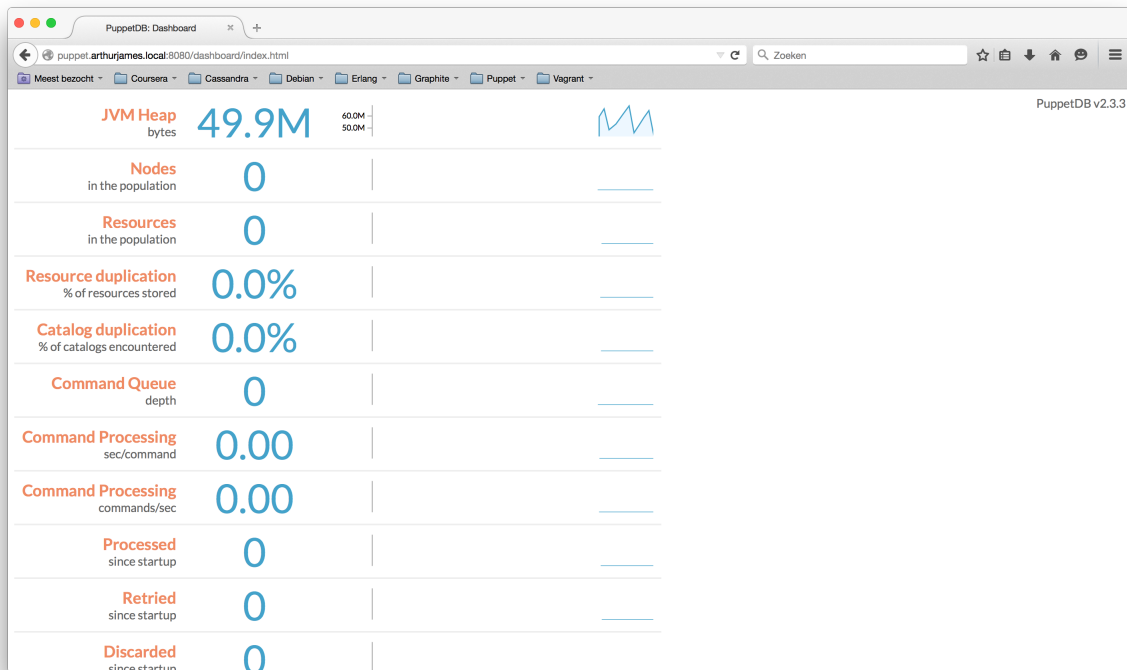 PuppetDB: Dashboard
puppet.arthurjames.local:8080/dashboard/index.html
Zoeken
Meest bezocht Coursera Cassandra Debian Erlang Graphite Puppet Vagrant
PuppetDB v2.3.3
JVM Heap
bytes
49.9M
60.0M
50.0M
Nodes
in the population
0
Resources
in the population
0
Resource duplication
% of resources stored
0.0%
Catalog duplication
% of catalogs encountered
0.0%
Command Queue
depth
0
Command Processing
sec/command
0.00
Command Processing
commands/sec
0.00
Processed
since startup
0
Retried
since startup
0
Discarded
since startup
0